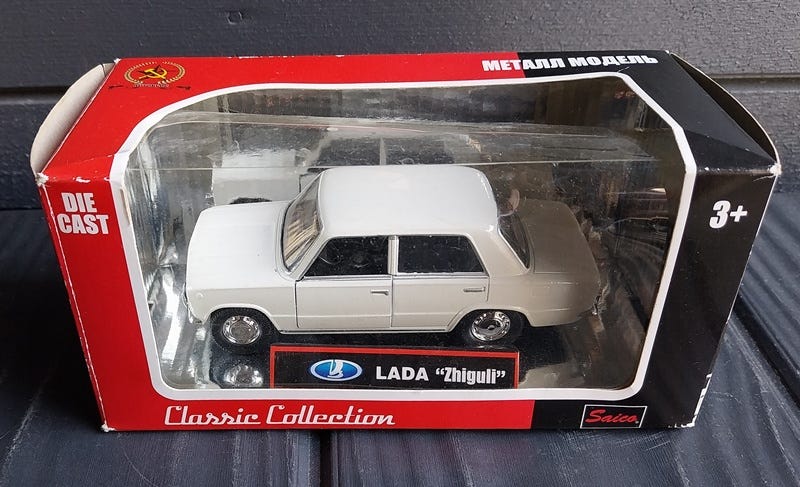 МЕТАЛЛ МОДЕЛЬ
DIE
CAST
3+
LADA "Zhiguli"
Classic Collection
Saico